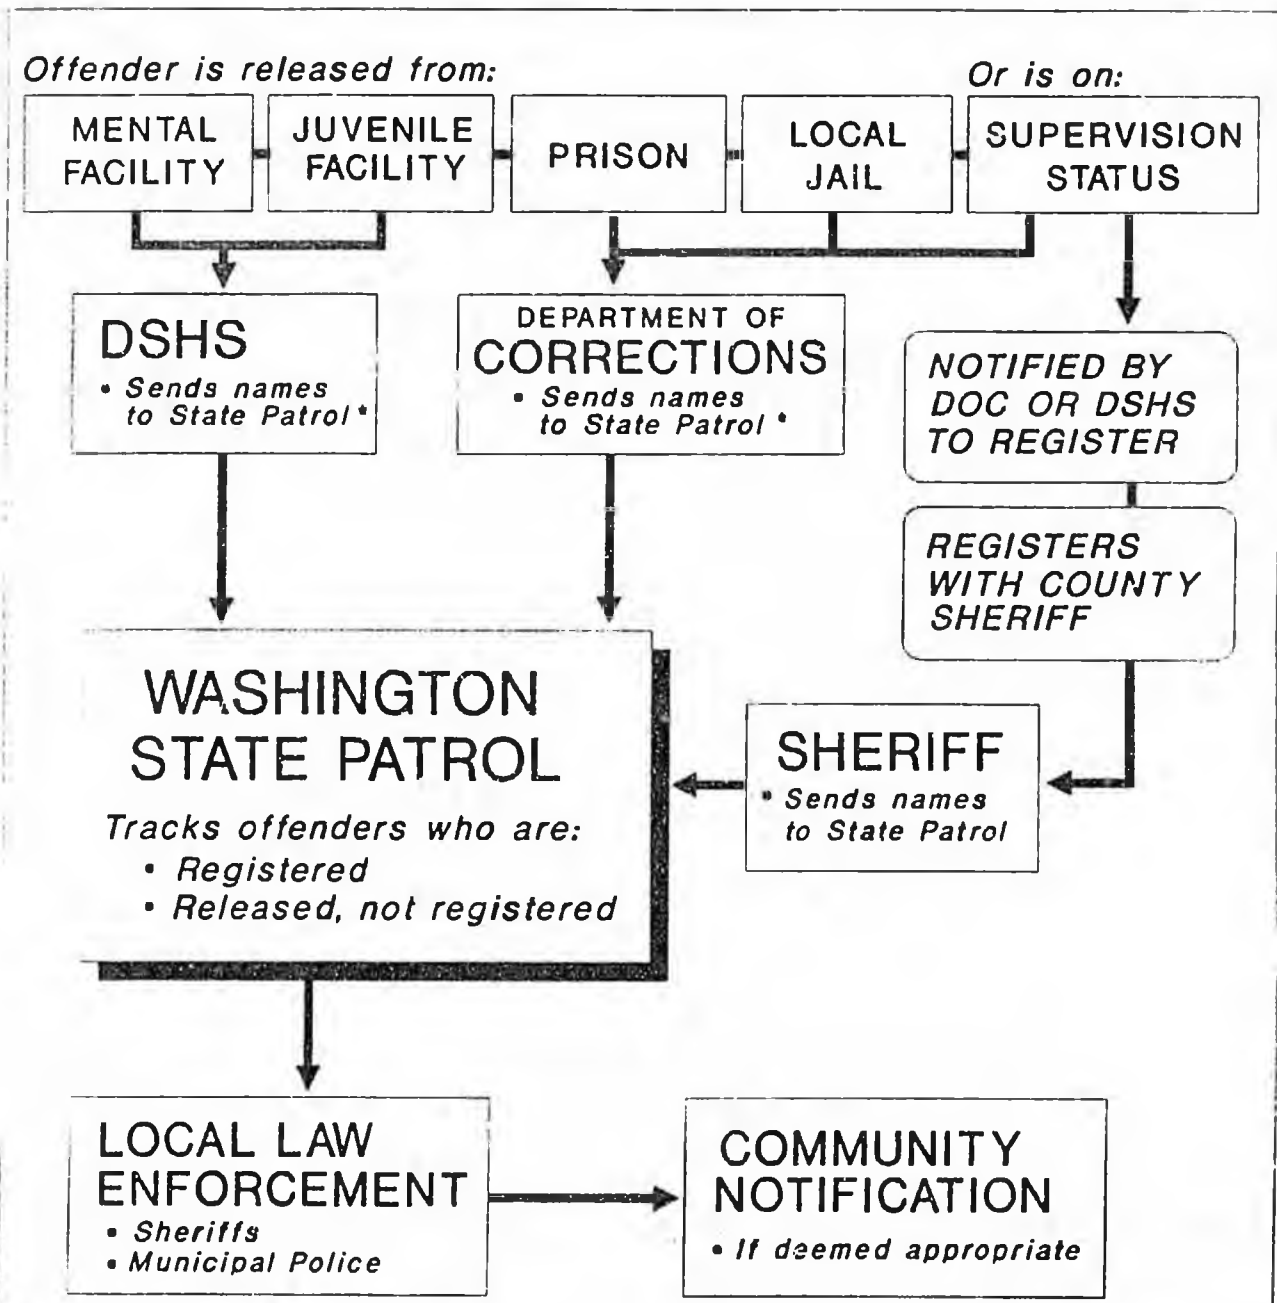 Offender is released from:
Or is on:
MENTAL
FACILITY
JUVENILE
FACILITY
PRISON
LOCAL
JAIL
SUPERVISION
STATUS
DSHS
• Sends names
to State Patrol*
DEPARTMENT OF
CORRECTIONS
• Sends names
to State Patrol *
NOTIFIED BY
DOC OR DSHS
TO REGISTER
REGISTERS
WITH COUNTY
SHERIFF
WASHINGTON
STATE PATROL
Tracks offenders who are:
• Registered
• Released, not registered
SHERIFF
• Sends names
to State Patrol
LOCAL LAW
ENFORCEMENT
• Sheriffs
• Municipal Police
COMMUNITY
NOTIFICATION
• If deemed appropriate